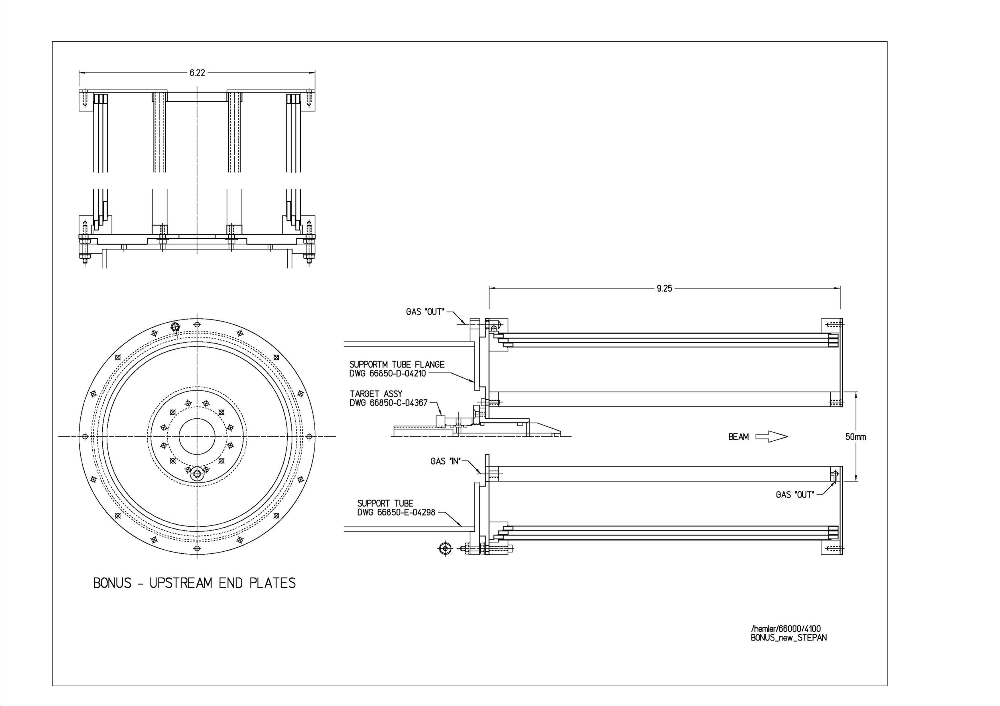 6.22
9.25
GAS "OUT"
SUPPORTM TUBE FLANGE
DWG 66850-D-04210
TARGET ASSY
DWG 66850-C-04367
BEAM
50mm
GAS "IN"
GAS "OUT"
SUPPORT TUBE
DWG 66850-E-04298
BONUS - UPSTREAM END PLATES
/hemler/66000/4100
BONUS_new_STEPAN